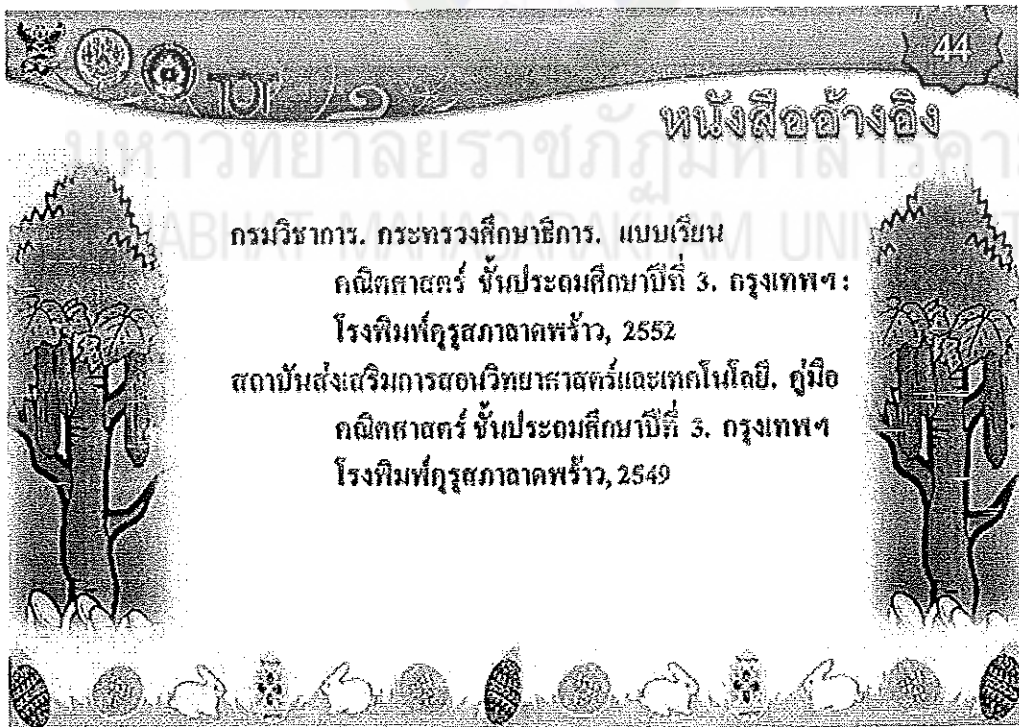 44
หนังสืออ้างอิง
มหาวิทยาลัยราชภัฏมหาสารคาม
RAJABHAT MAHASARAKHAM UNIVERSITY
กรมวิชาการ. กระทรวงศึกษาธิการ. แบบเรียน
คณิตศาสตร์ ชั้นประถมศึกษาปีที่ 3. กรุงเทพฯ:
โรงพิมพ์คุรุสภาลาดพร้าว, 2552
สถาบันส่งเสริมการสอนวิทยาศาสตร์และเทคโนโลยี. คู่มือ
คณิตศาสตร์ ชั้นประถมศึกษาปีที่ 3. กรุงเทพฯ
โรงพิมพ์คุรุสภาลาดพร้าว, 2549